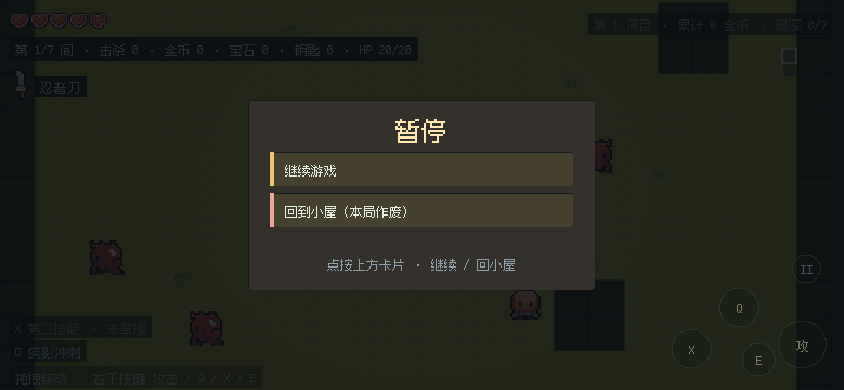 第 1 周目 · 累计 0 金币 · 最深 0/7
第 1/7 间 · 击杀 0 · 金币 0 · 宝石 0 · 钥匙 0 · HP 20/20
忍者刀
暂停
继续游戏
回到小屋（本局作废）
点按上方卡片 · 继续 / 回小屋
II
X 第二技能 · 未掌握
Q
Q 疾影冲刺
X
E
攻
拖拽移动 · 右下按键 攻击 / Q / X / E